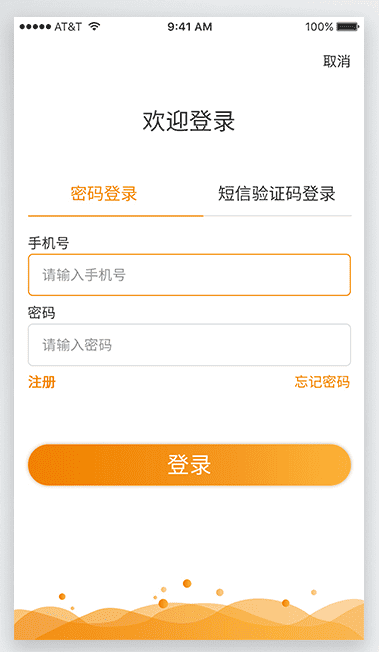 AT&T 9:41 AM 100%
取消
欢迎登录
密码登录 短信验证码登录
手机号
请输入手机号
密码
请输入密码
注册 忘记密码
登录